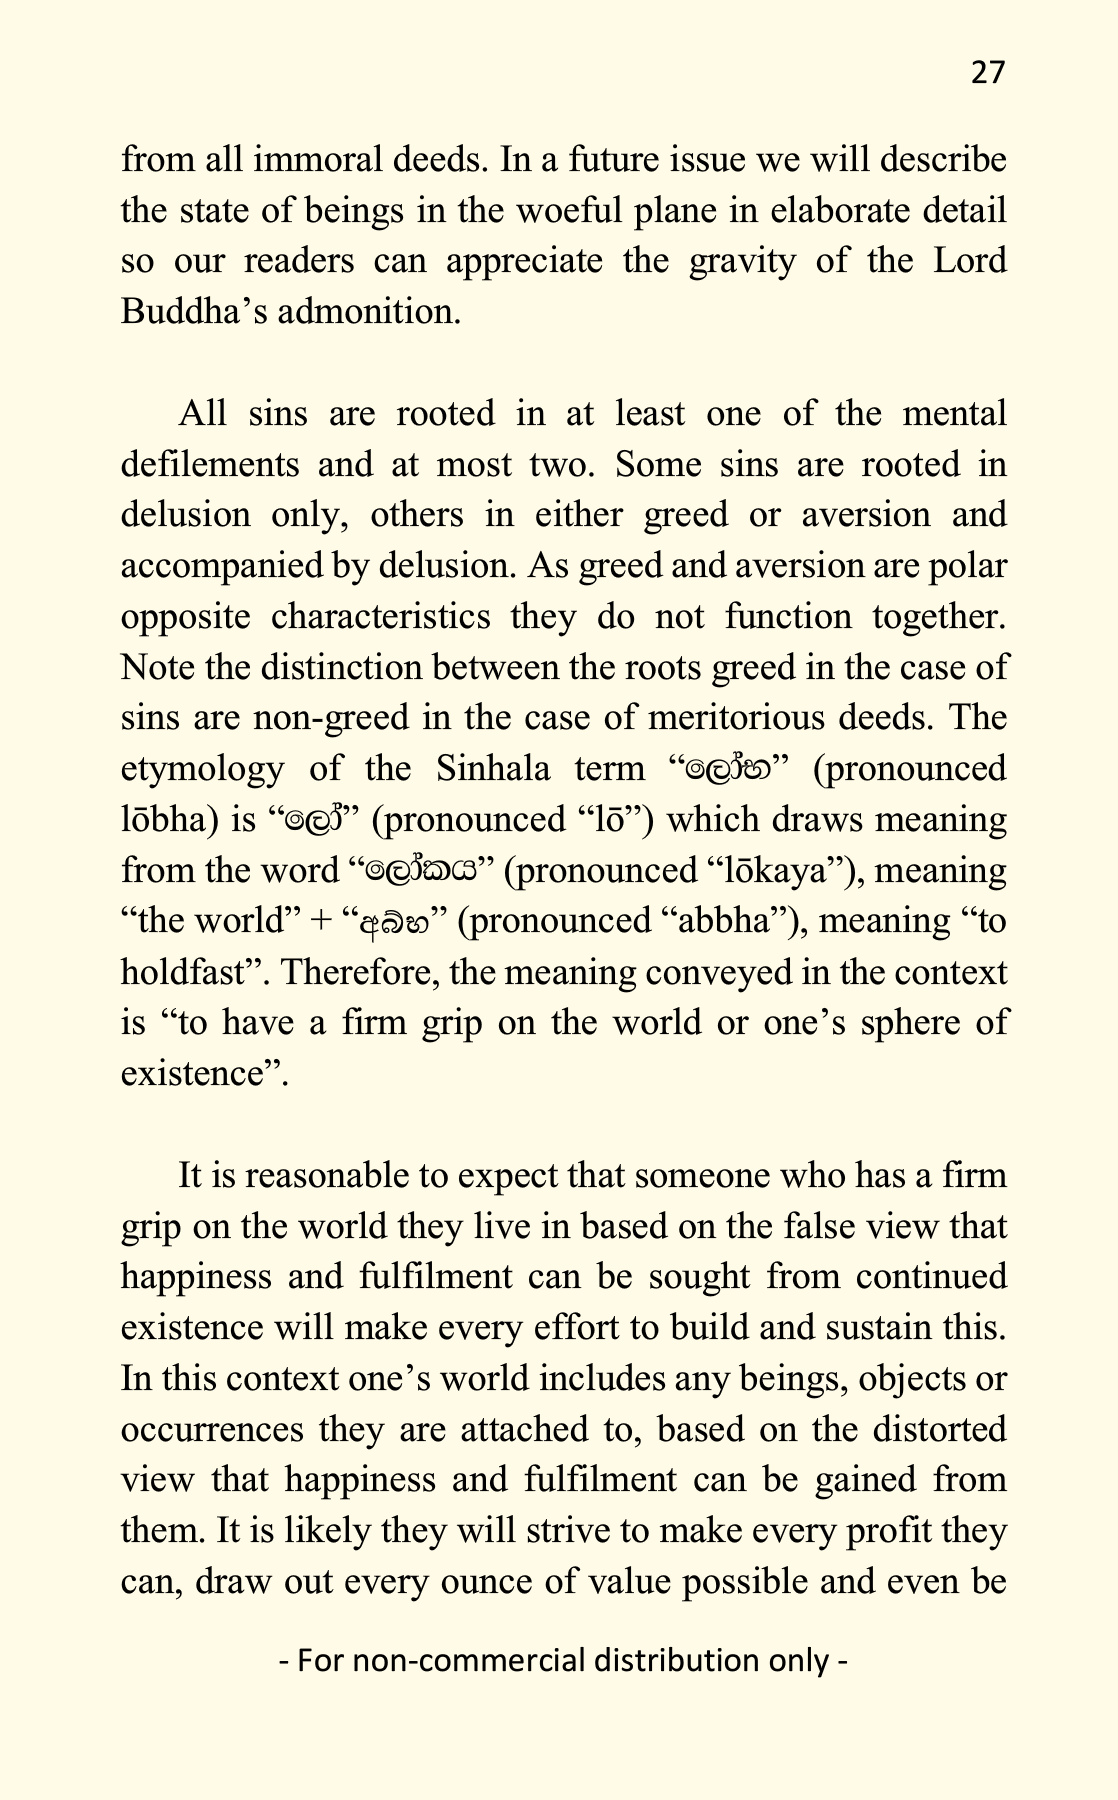 27
from all immoral deeds. In a future issue we will describe
the state of beings in the woeful plane in elaborate detail
so our readers can appreciate the gravity of the Lord
Buddha’s admonition.
All sins are rooted in at least one of the mental
defilements and at most two. Some sins are rooted in
delusion only, others in either greed or aversion and
accompanied by delusion. As greed and aversion are polar
opposite characteristics they do not function together.
Note the distinction between the roots greed in the case of
sins are non-greed in the case of meritorious deeds. The
etymology of the Sinhala term “ලෝභ” (pronounced
lōbha) is “ලෝ” (pronounced “lō”) which draws meaning
from the word “ලෝකය” (pronounced “lōkaya”), meaning
“the world” + “අබ්භ” (pronounced “abbha”), meaning “to
holdfast”. Therefore, the meaning conveyed in the context
is “to have a firm grip on the world or one’s sphere of
existence”.
It is reasonable to expect that someone who has a firm
grip on the world they live in based on the false view that
happiness and fulfilment can be sought from continued
existence will make every effort to build and sustain this.
In this context one’s world includes any beings, objects or
occurrences they are attached to, based on the distorted
view that happiness and fulfilment can be gained from
them. It is likely they will strive to make every profit they
can, draw out every ounce of value possible and even be
- For non-commercial distribution only -